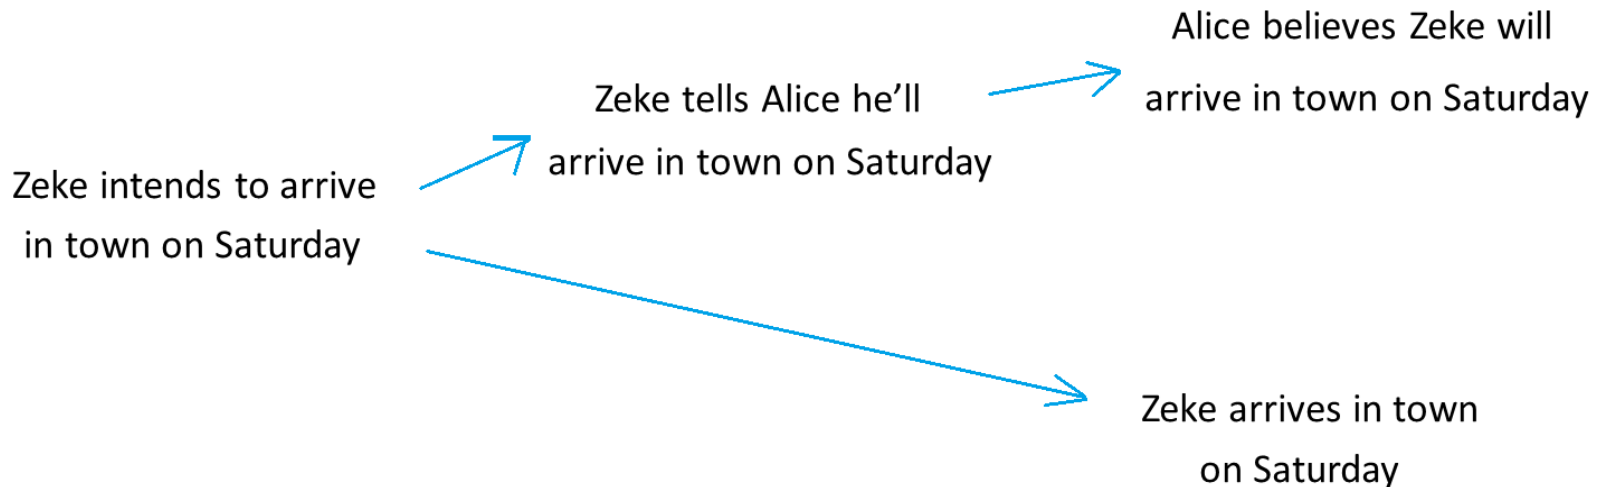 Zeke intends to arrive
in town on Saturday
Zeke tells Alice he’ll
arrive in town on Saturday
Alice believes Zeke will
arrive in town on Saturday
Zeke arrives in town
on Saturday